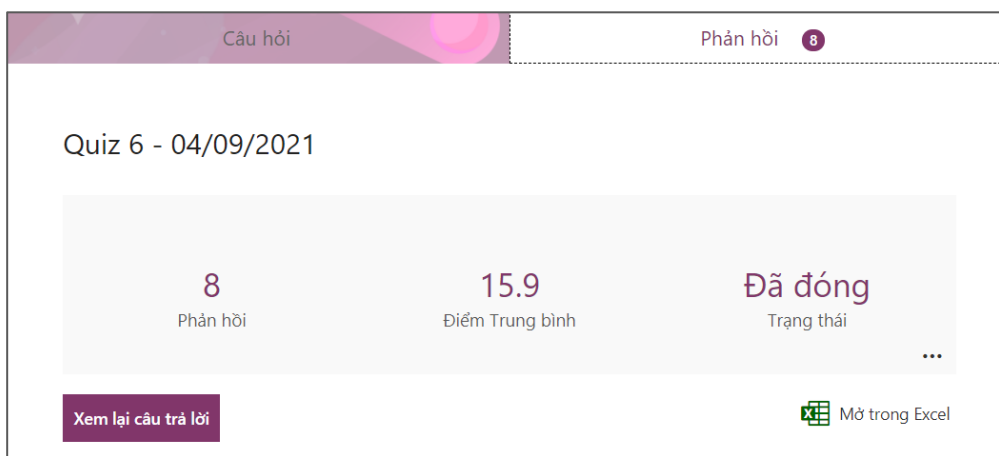 Câu hỏi
Phản hồi 8
Quiz 6 - 04/09/2021
8
Phản hồi
15.9
Điểm Trung bình
Đã đóng
Trạng thái
...
Xem lại câu trả lời
Mở trong Excel